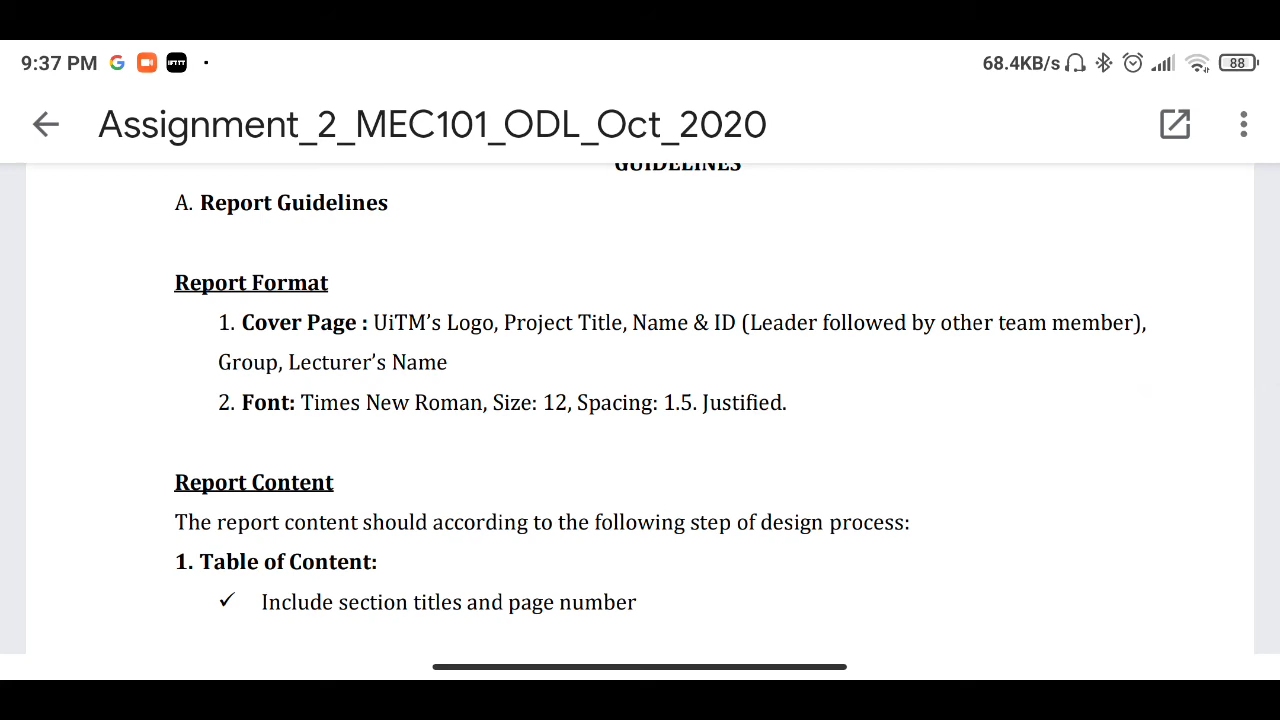 9:37 PM
68.4KB/s 88
Assignment_2_MEC101_ODL_Oct_2020
GUIDELINES
A. Report Guidelines
Report Format
1. Cover Page : UiTM’s Logo, Project Title, Name & ID (Leader followed by other team member),
Group, Lecturer’s Name
2. Font: Times New Roman, Size: 12, Spacing: 1.5. Justified.
Report Content
The report content should according to the following step of design process:
1. Table of Content:
✓ Include section titles and page number